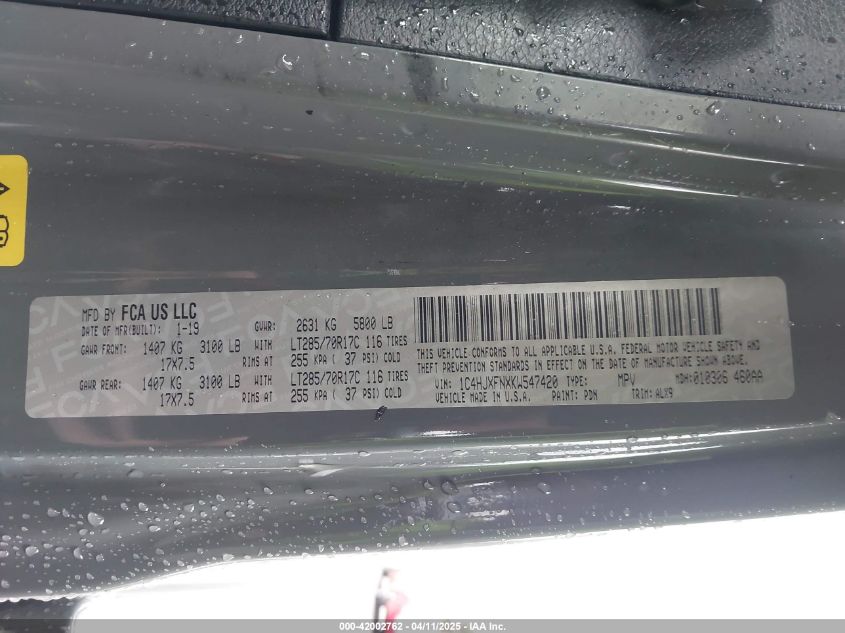 MFD BY FCA US LLC
DATE OF MFR(BUILT): 1-19 GVWR: 2631 KG 5800 LB
GAWR FRONT: 1407 KG 3100 LB WITH LT285/70R17C 116 TIRES
17X7.5 RIMS AT 255 KPA ( 37 PSI) COLD
GAWR REAR: 1407 KG 3100 LB WITH LT285/70R17C 116 TIRES
17X7.5 RIMS AT 255 KPA ( 37 PSI) COLD
THIS VEHICLE CONFORMS TO ALL APPLICABLE U.S.A. FEDERAL MOTOR VEHICLE SAFETY AND
THEFT PREVENTION STANDARDS IN EFFECT ON THE DATE OF MANUFACTURE SHOWN ABOVE.
VIN: 1C4HJXFNXKW547420 TYPE: MPV MDH:010306 460AA
VEHICLE MADE IN U.S.A. PAINT: PDN TRIM: ALX9
000-42002762 - 04/11/2025 - IAA Inc.